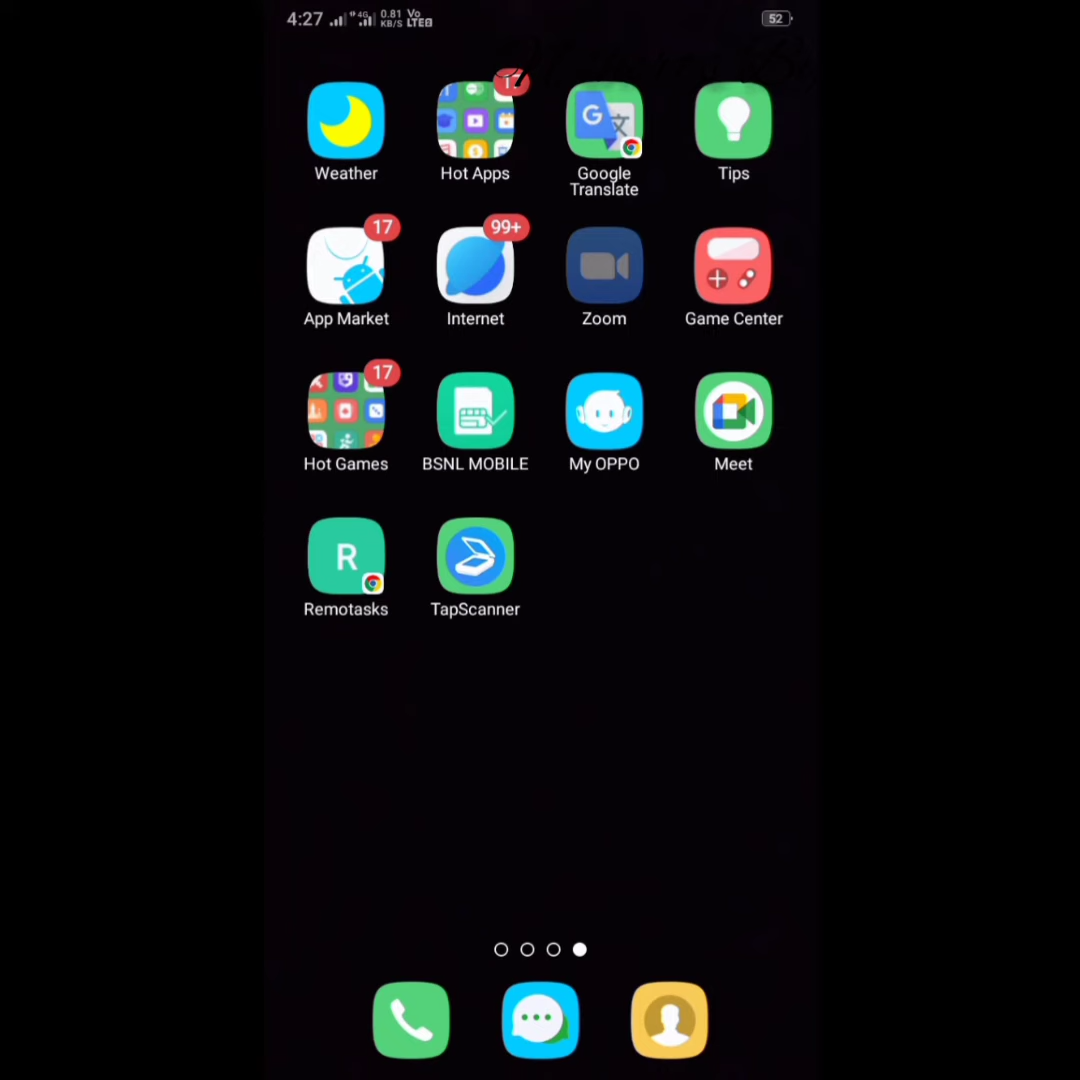 4:27 4G 0.81 KB/S Vo LTE 52
17
Weather Hot Apps Google Translate Tips
17 99+
App Market Internet Zoom Game Center
17
Hot Games BSNL MOBILE My OPPO Meet
R
Remotasks TapScanner